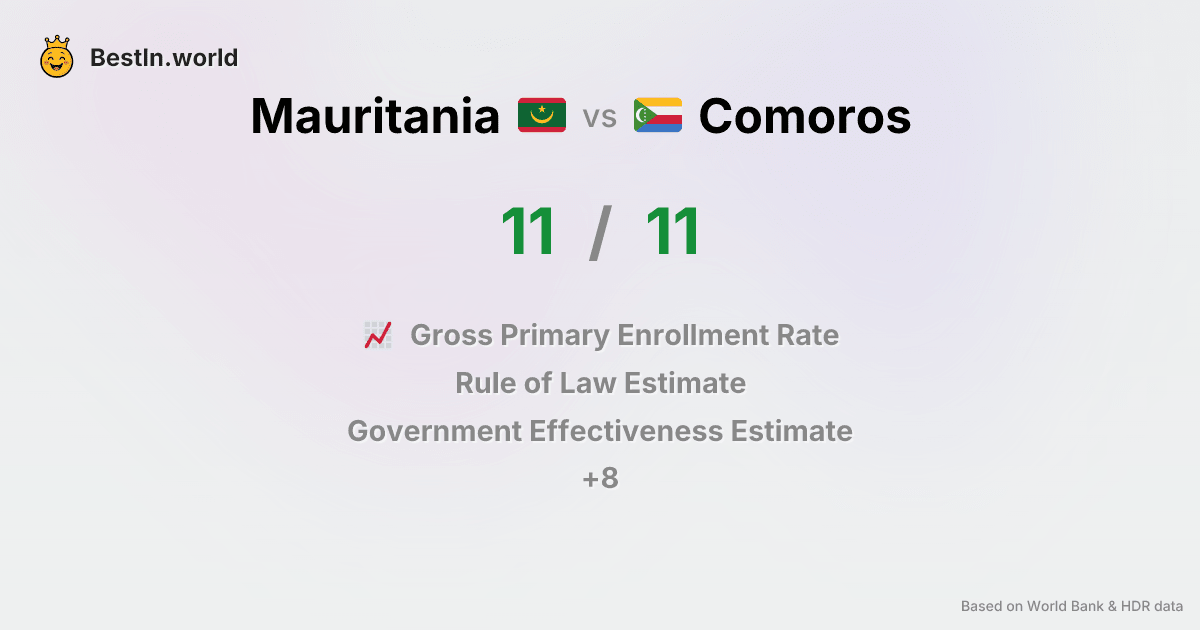 BestIn.world
Mauritania vs Comoros
11 / 11
Gross Primary Enrollment Rate
Rule of Law Estimate
Government Effectiveness Estimate
+8
Based on World Bank & HDR data